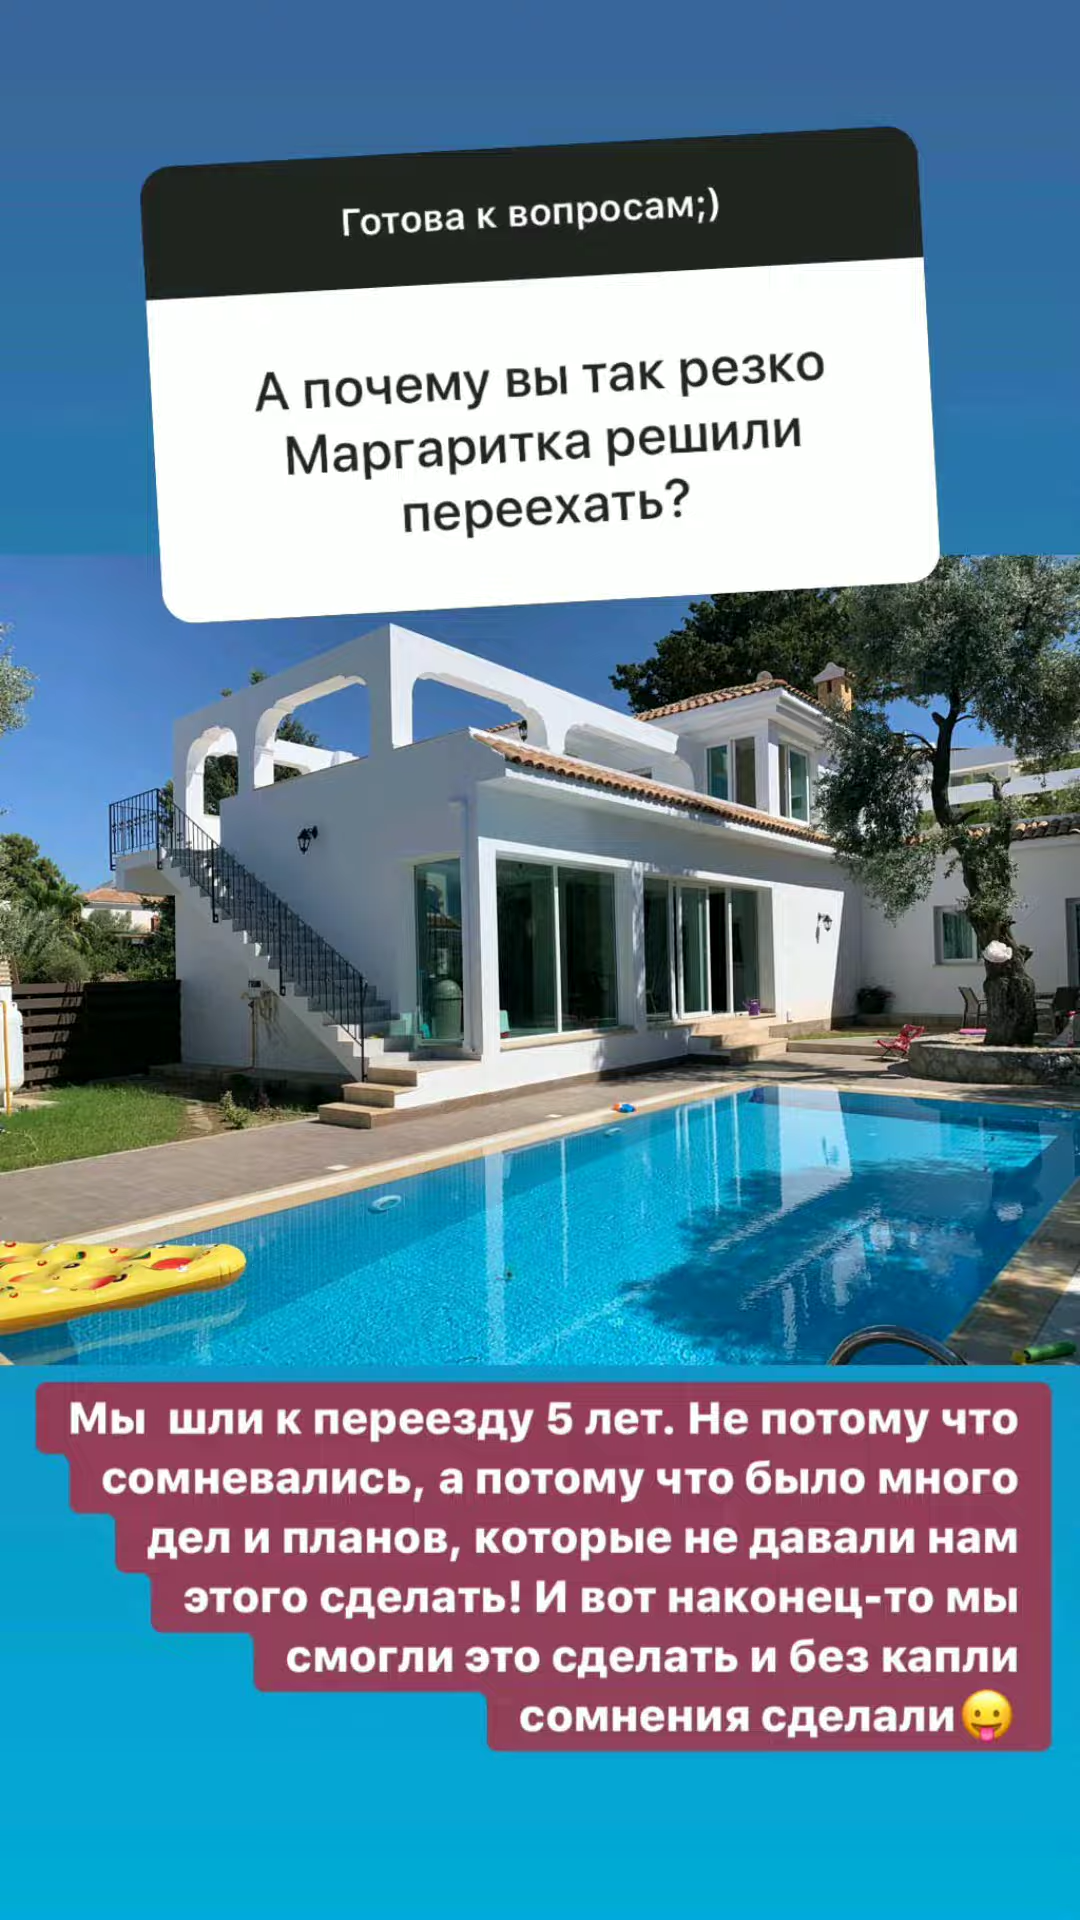 Готова к вопросам;)
А почему вы так резко
Маргаритка решили
переехать?
Мы шли к переезду 5 лет. Не потому что
сомневались, а потому что было много
дел и планов, которые не давали нам
этого сделать! И вот наконец-то мы
смогли это сделать и без капли
сомнения сделали😛